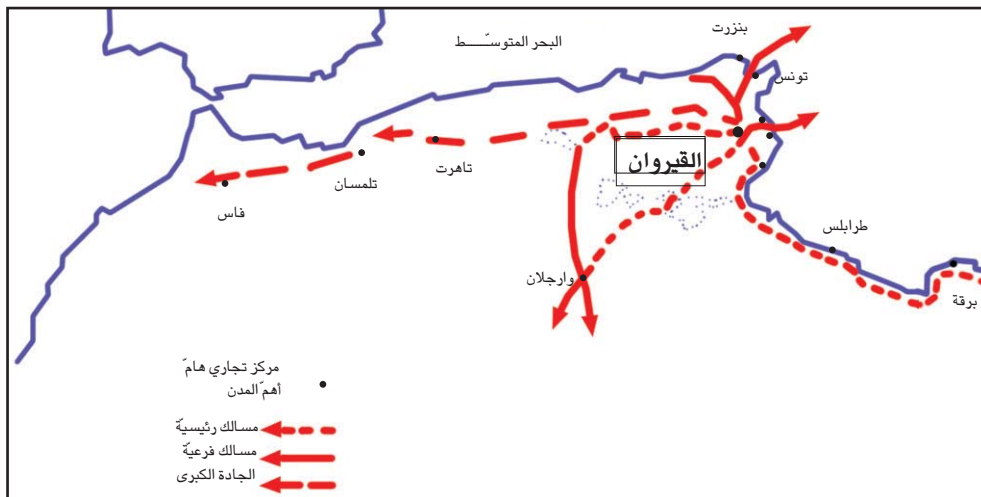 بنزرت
البحر المتوسّــــط
تونس
القيروان
تاهرت
تلمسان
فاس
طرابلس
وارجلان
برقة
مركز تجاري هامّ
أهمّ المدن
مسالك رئيسيّة
مسالك فرعيّة
الجادة الكبرى